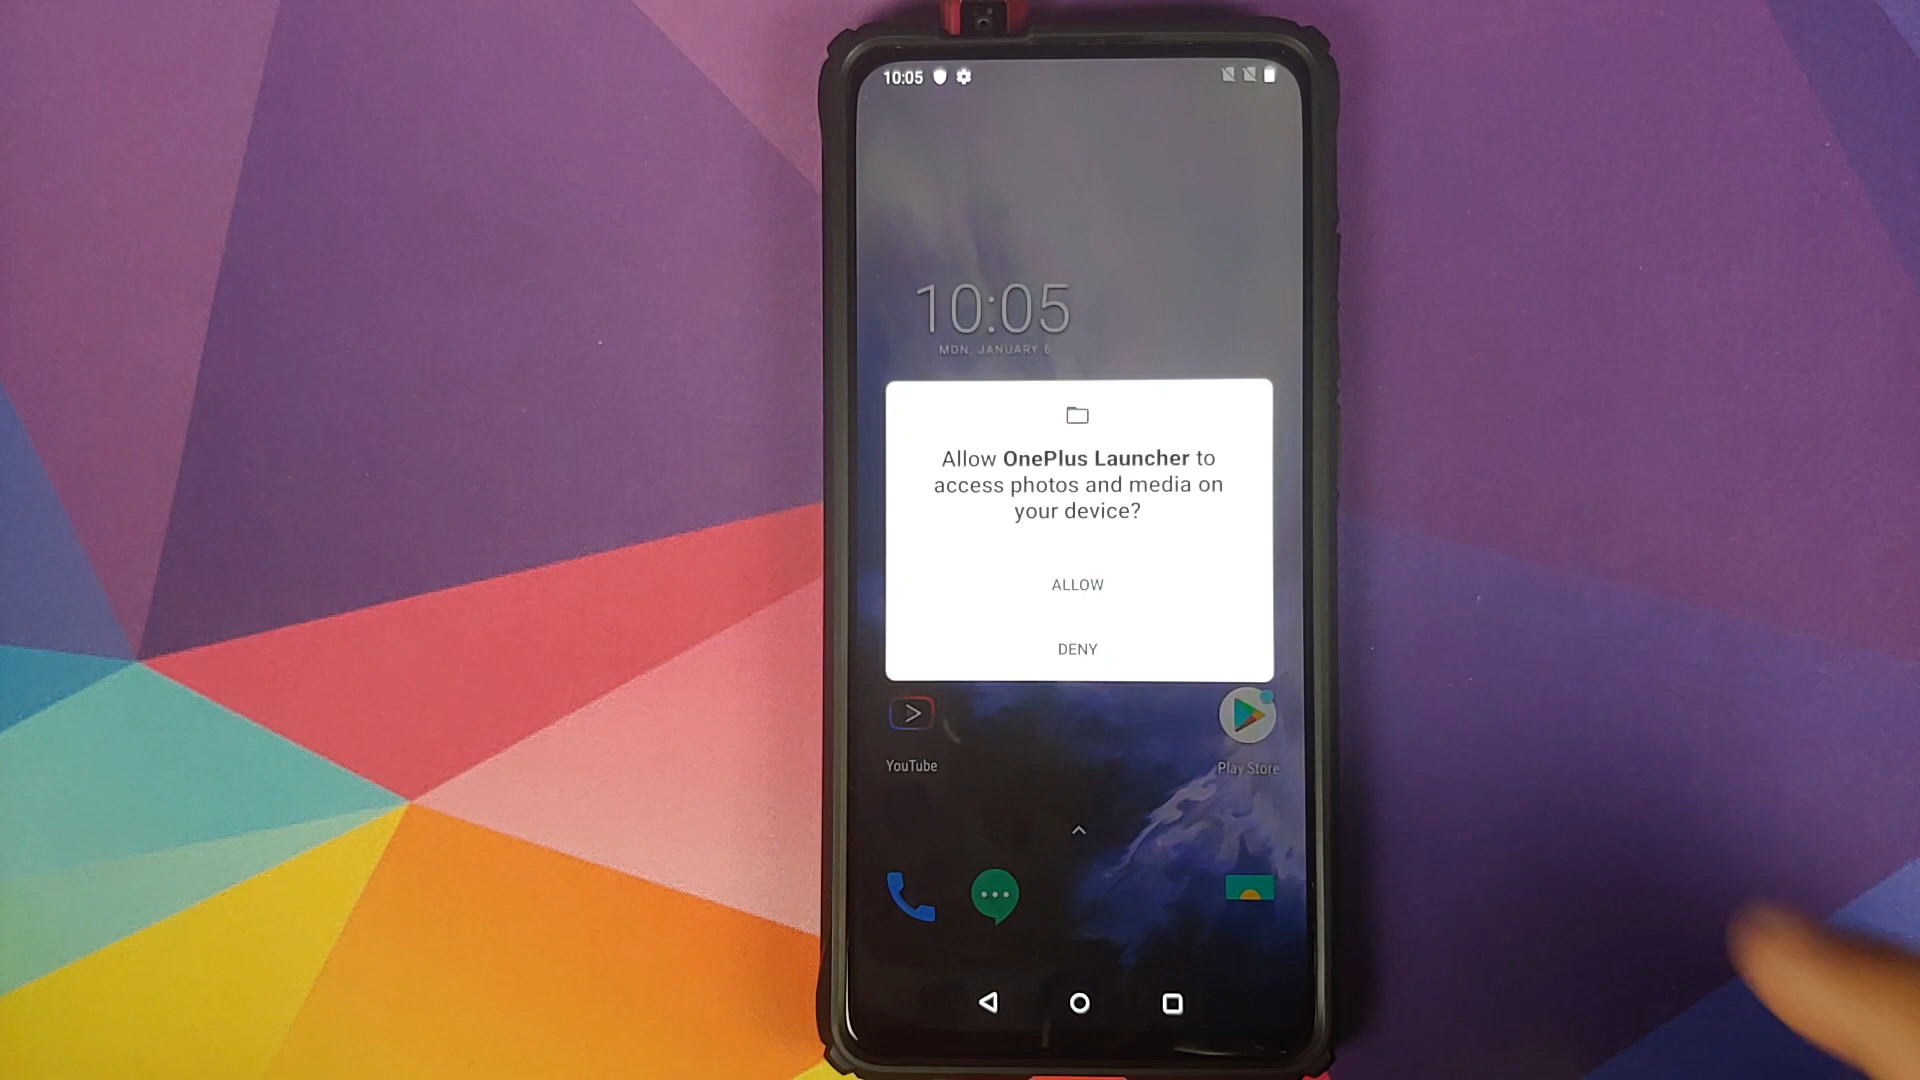 10:05
10:05
MON, JANUARY 6
Allow OnePlus Launcher to
access photos and media on
your device?
ALLOW
DENY
YouTube
Play Store